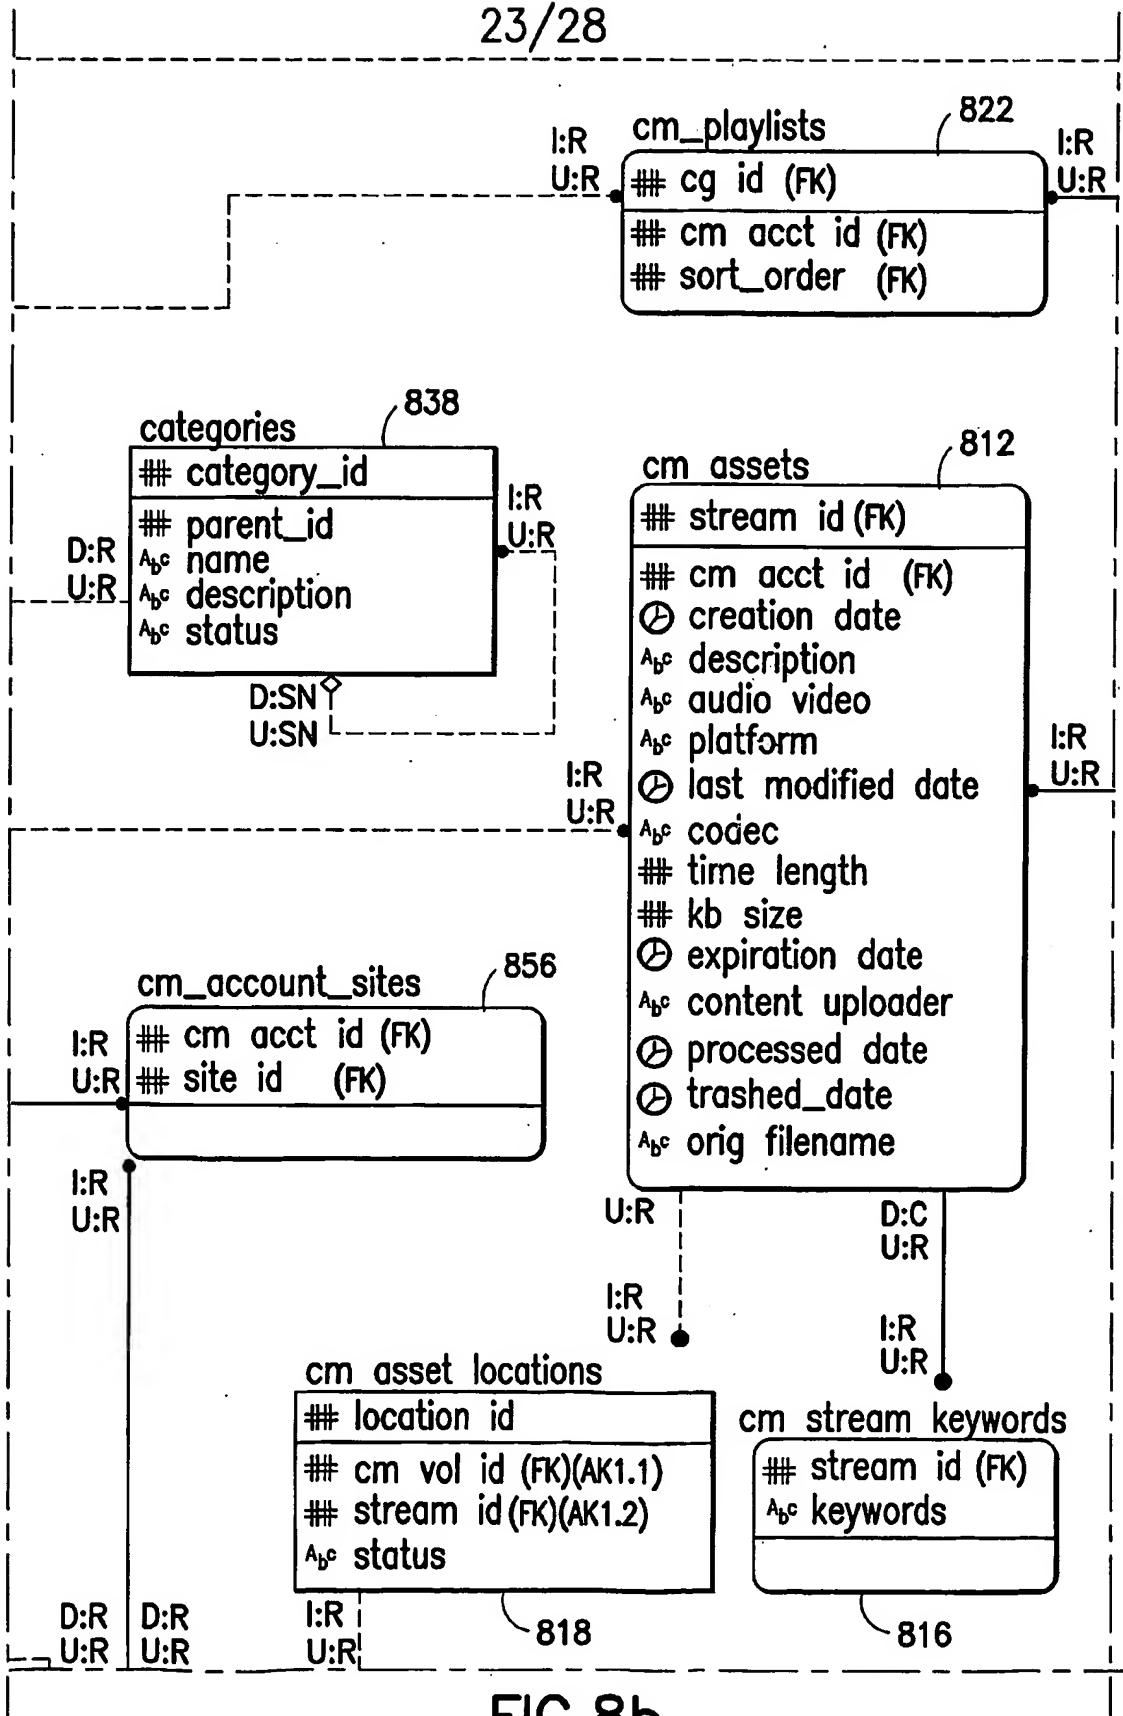 23/28
822
cm_playlists
I:R
U:R
I:R
U:R
# cg id (FK)
# cm acct id (FK)
# sort_order (FK)
838
categories
# category_id
# parent_id
Abc name
Abc description
Abc status
I:R
U:R
D:R
U:R
D:SN
U:SN
812
cm assets
# stream id (FK)
# cm acct id (FK)
creation date
Abc description
Abc audio video
Abc platform
last modified date
Abc codec
# time length
# kb size
expiration date
Abc content uploader
processed date
trashed_date
Abc orig filename
I:R
U:R
I:R
U:R
856
cm_account_sites
# cm acct id (FK)
# site id (FK)
I:R
U:R
I:R
U:R
U:R
I:R
U:R
D:C
U:R
I:R
U:R
cm asset locations
# location id
# cm vol id (FK)(AK1.1)
# stream id (FK)(AK1.2)
Abc status
818
cm stream keywords
# stream id (FK)
Abc keywords
816
D:R
U:R
D:R
U:R
I:R
U:R
FIG. 8b